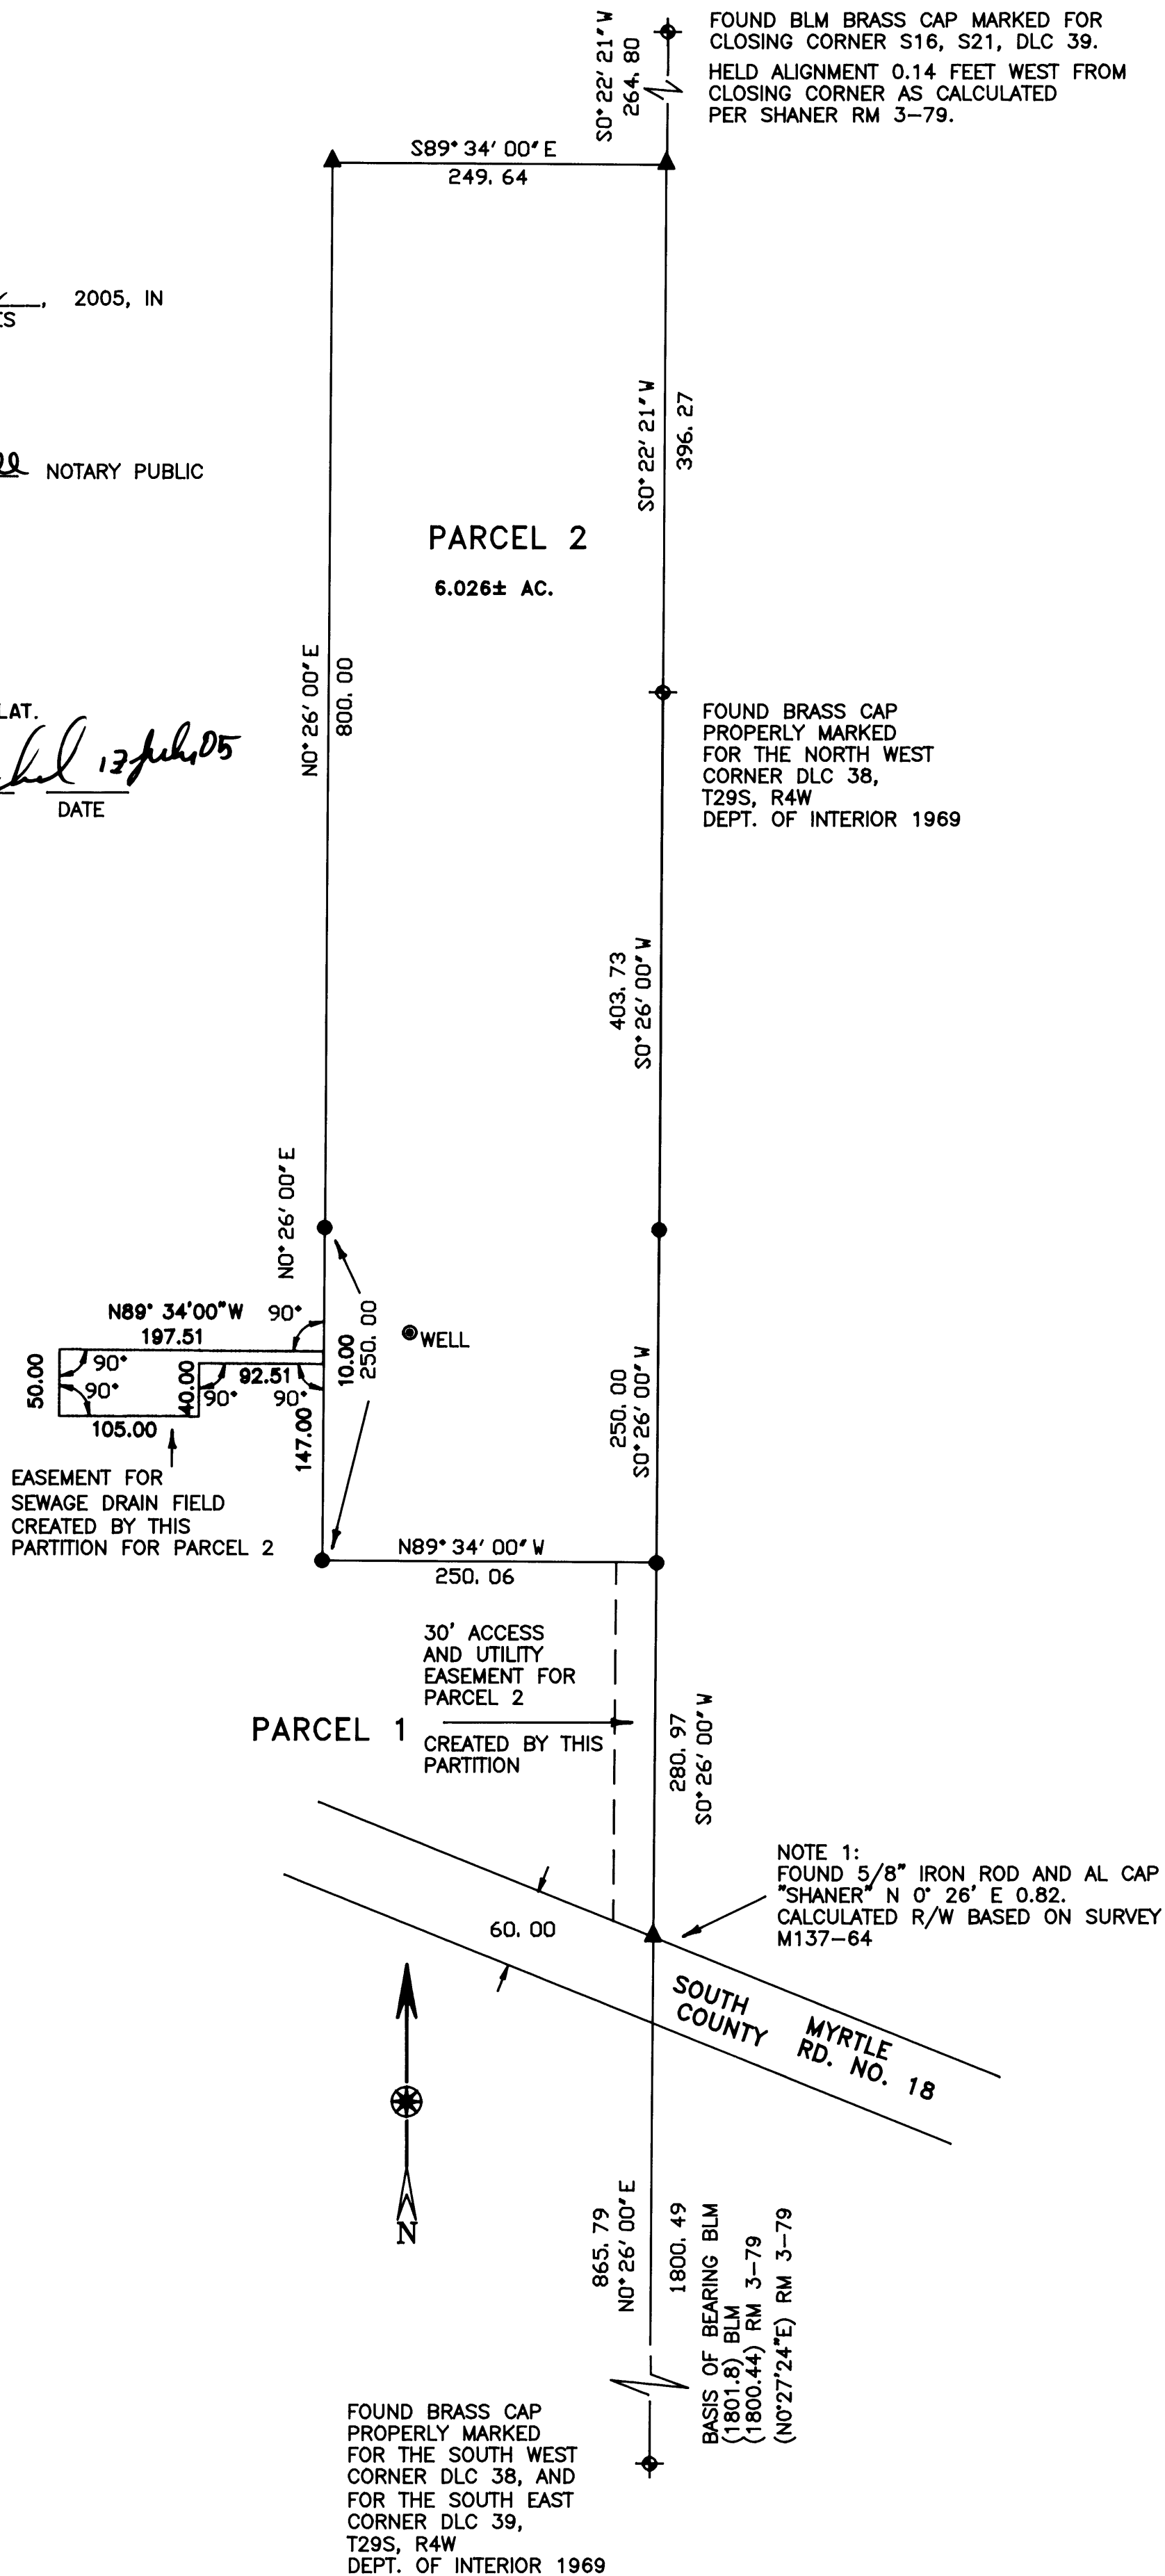 S0°22'21"W
264.80
FOUND BLM BRASS CAP MARKED FOR
CLOSING CORNER S16, S21, DLC 39.
HELD ALIGNMENT 0.14 FEET WEST FROM
CLOSING CORNER AS CALCULATED
PER SHANER RM 3-79.
S89°34'00"E
249.64
, 2005, IN
ES
S0°22'21"W
396.27
NOTARY PUBLIC
PARCEL 2
6.026± AC.
N0°26'00"E
800.00
LAT.
DATE
FOUND BRASS CAP
PROPERLY MARKED
FOR THE NORTH WEST
CORNER DLC 38,
T29S, R4W
DEPT. OF INTERIOR 1969
403.73
S0°26'00"W
N0°26'00"E
N89°34'00"W
197.51
90°
250.00
10.00
WELL
50.00
90°
90°
40.00
92.51
90°
90°
105.00
147.00
250.00
S0°26'00"W
EASEMENT FOR
SEWAGE DRAIN FIELD
CREATED BY THIS
PARTITION FOR PARCEL 2
N89°34'00"W
250.06
30' ACCESS
AND UTILITY
EASEMENT FOR
PARCEL 2
CREATED BY THIS
PARTITION
PARCEL 1
280.97
S0°26'00"W
NOTE 1:
FOUND 5/8" IRON ROD AND AL CAP
"SHANER" N 0° 26' E 0.82.
CALCULATED R/W BASED ON SURVEY
M137-64
60.00
SOUTH MYRTLE
COUNTY RD. NO. 18
N
865.79
N0°26'00"E
1800.49
BASIS OF BEARING BLM
(1801.8) BLM
(1800.44) RM 3-79
(N0°27'24"E) RM 3-79
FOUND BRASS CAP
PROPERLY MARKED
FOR THE SOUTH WEST
CORNER DLC 38, AND
FOR THE SOUTH EAST
CORNER DLC 39,
T29S, R4W
DEPT. OF INTERIOR 1969